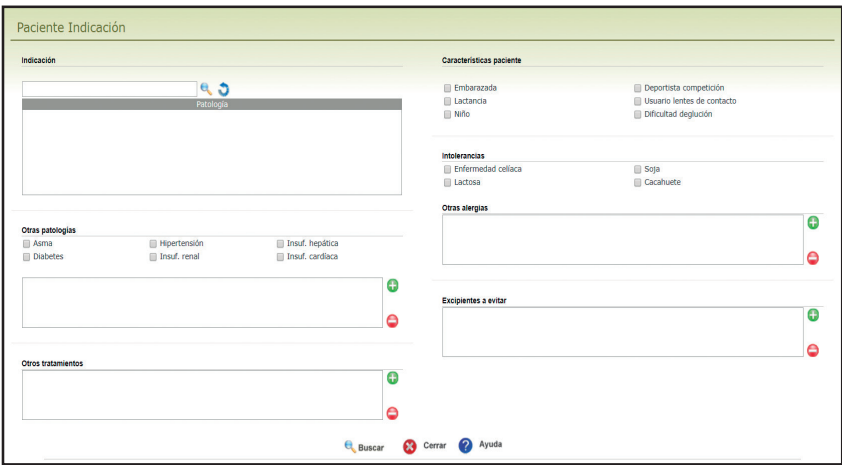 Paciente Indicación
Indicación
Patología
Otras patologías
Asma
Hipertensión
Insuf. hepática
Diabetes
Insuf. renal
Insuf. cardíaca
Otros tratamientos
Características paciente
Embarazada
Deportista competición
Lactancia
Usuario lentes de contacto
Niño
Dificultad deglución
Intolerancias
Enfermedad celíaca
Soja
Lactosa
Cacahuete
Otras alergias
Excipientes a evitar
Buscar
Cerrar
Ayuda